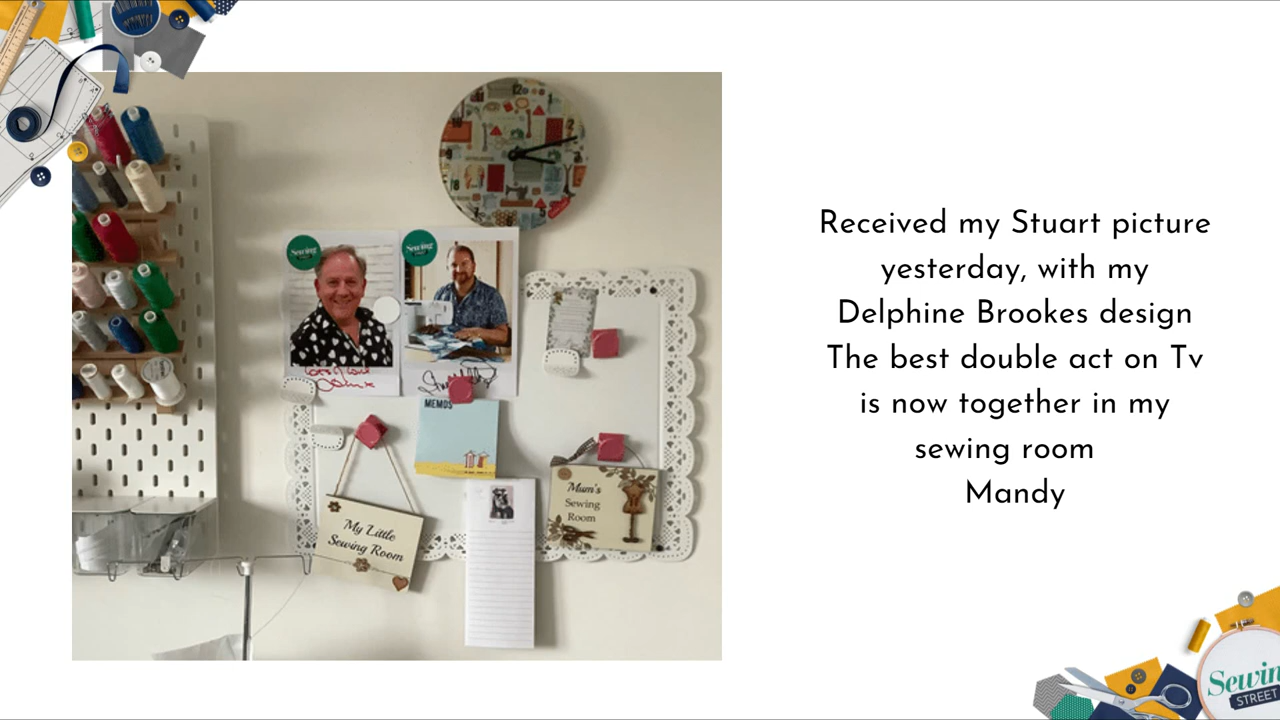 Received my Stuart picture
yesterday, with my
Delphine Brookes design
The best double act on Tv
is now together in my
sewing room
Mandy
Sewing
Sewing
MEMOS
My Little
Sewing Room
Mum's
Sewing
Room
12
STREET